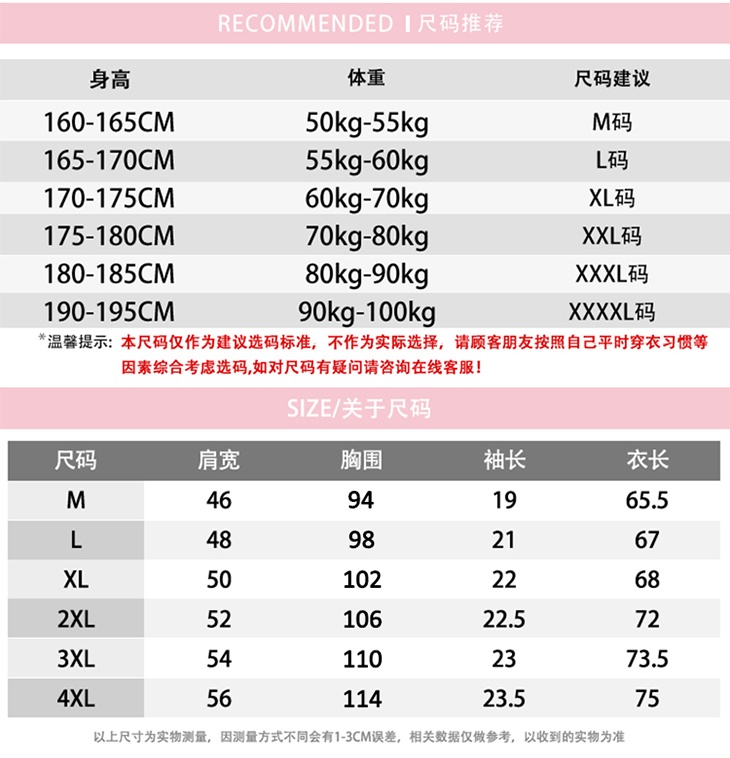 RECOMMENDED I 尺码推荐
身高 体重 尺码建议
160-165CM 50kg-55kg M码
165-170CM 55kg-60kg L码
170-175CM 60kg-70kg XL码
175-180CM 70kg-80kg XXL码
180-185CM 80kg-90kg XXXL码
190-195CM 90kg-100kg XXXXL码
*温馨提示: 本尺码仅作为建议选码标准，不作为实际选择，请顾客朋友按照自己平时穿衣习惯等
因素综合考虑选码,如对尺码有疑问请咨询在线客服!
SIZE/关于尺码
尺码 肩宽 胸围 袖长 衣长
M 46 94 19 65.5
L 48 98 21 67
XL 50 102 22 68
2XL 52 106 22.5 72
3XL 54 110 23 73.5
4XL 56 114 23.5 75
以上尺寸为实物测量，因测量方式不同会有1-3CM误差，相关数据仅做参考，以收到的实物为准